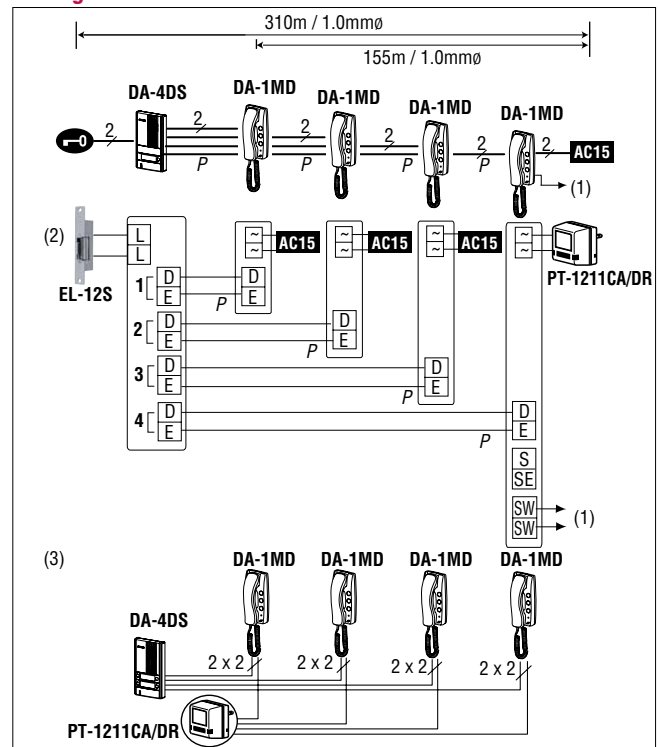 310m / 1.0mmø
155m / 1.0mmø
DA-4DS DA-1MD DA-1MD DA-1MD DA-1MD
2 2 2 2 2 2 AC15
P P P P
(1)
(2) L ~ AC15 ~ AC15 ~ AC15 ~
L ~ ~ ~ ~
EL-12S PT-1211CA/DR
1 D D
E P E
2 D D
E P E
3 D D
E P E
4 D D
E P E
S
SE
SW
SW (1)
(3) DA-1MD DA-1MD DA-1MD DA-1MD
DA-4DS
2 x 2 2 x 2 2 x 2 2 x 2
PT-1211CA/DR